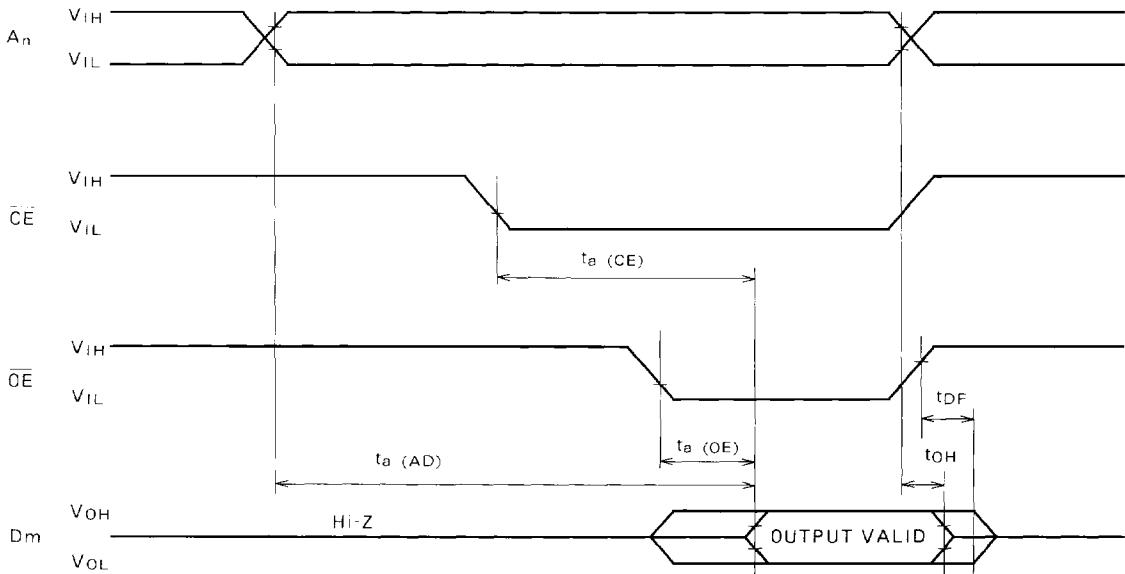 An VIH
VIL
CE VIH
VIL
ta (CE)
OE VIH
VIL
tDF
ta (OE)
tOH
ta (AD)
Dm VOH
Hi-Z
OUTPUT VALID
VOL